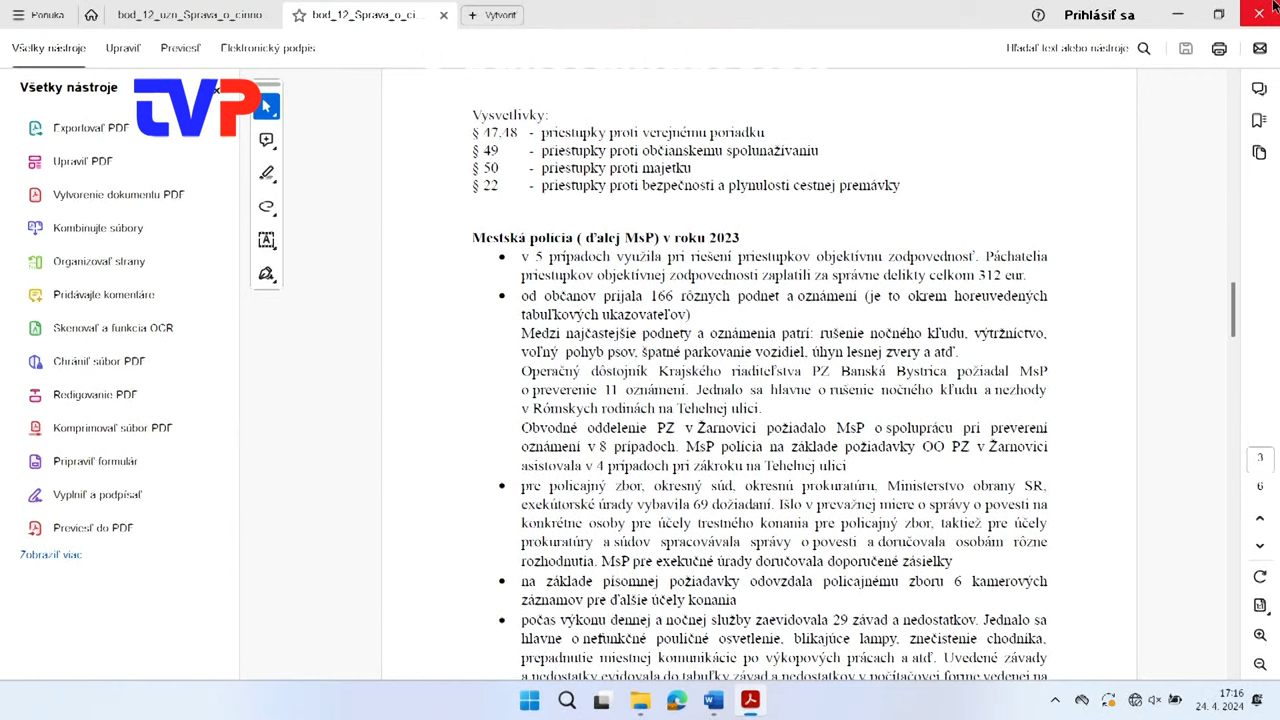 Ponuka
bod_12_uzn_Sprava_o_cinno...
bod_12_Sprava_o_ci...
Vytvoriť
Prihlásiť sa
Všetky nástroje
Upraviť
Previesť
Elektronický podpis
Hľadať text alebo nástroje
Všetky nástroje
TVP
Exportovať PDF
Upraviť PDF
Vytvorenie dokumentu PDF
Kombinujte súbory
Organizovať strany
Pridávajte komentáre
Skenovať a funkcia OCR
Chrániť súbor PDF
Redigovanie PDF
Komprimovať súbor PDF
Pripraviť formulár
Vyplniť a podpísať
Previesť do PDF
Zobraziť viac
Vysvetlivky:
§ 47,48 - priestupky proti verejnému poriadku
§ 49 - priestupky proti občianskemu spolunažívaniu
§ 50 - priestupky proti majetku
§ 22 - priestupky proti bezpečnosti a plynulosti cestnej premávky
Mestská polícia ( ďalej MsP) v roku 2023
• v 5 prípadoch využila pri riešení priestupkov objektívnu zodpovednosť. Páchatelia
priestupkov objektívnej zodpovednosti zaplatili za správne delikty celkom 312 eur.
• od občanov prijala 166 rôznych podnet a oznámení (je to okrem horeuvedených
tabuľkových ukazovateľov)
Medzi najčastejšie podnety a oznámenia patrí: rušenie nočného kľudu, výtržníctvo,
voľný pohyb psov, špatné parkovanie vozidiel, úhyn lesnej zvery a atď.
Operačný dôstojník Krajského riaditeľstva PZ Banská Bystrica požiadal MsP
o preverenie 11 oznámení. Jednalo sa hlavne o rušenie nočného kľudu a nezhody
v Rómskych rodinách na Tehelnej ulici.
Obvodné oddelenie PZ v Žarnovici požiadalo MsP o spoluprácu pri preverení
oznámení v 8 prípadoch. MsP polícia na základe požiadavky OO PZ v Žarnovici
asistovala v 4 prípadoch pri zákroku na Tehelnej ulici
• pre policajný zbor, okresný súd, okresnú prokuratúru, Ministerstvo obrany SR,
exekútorské úrady vybavila 69 dožiadaní. Išlo v prevažnej miere o správy o povesti na
konkrétne osoby pre účely trestného konania pre policajný zbor, taktiež pre účely
prokuratúry a súdov spracovávala správy o povesti a doručovala osobám rôzne
rozhodnutia. MsP pre exekučné úrady doručovala doporučené zásielky
• na základe písomnej požiadavky odovzdala policajnému zboru 6 kamerových
záznamov pre ďalšie účely konania
• počas výkonu dennej a nočnej služby zaevidovala 29 závad a nedostatkov. Jednalo sa
hlavne o nefunkčné pouličné osvetlenie, blikajúce lampy, znečistenie chodníka,
prepadnutie miestnej komunikácie po výkopových prácach a atď. Uvedené závady
a nedostatky evidovala do tabuľky závad a nedostatkov v počítačovej forme vedenej na
3
6
17:16
24. 4. 2024